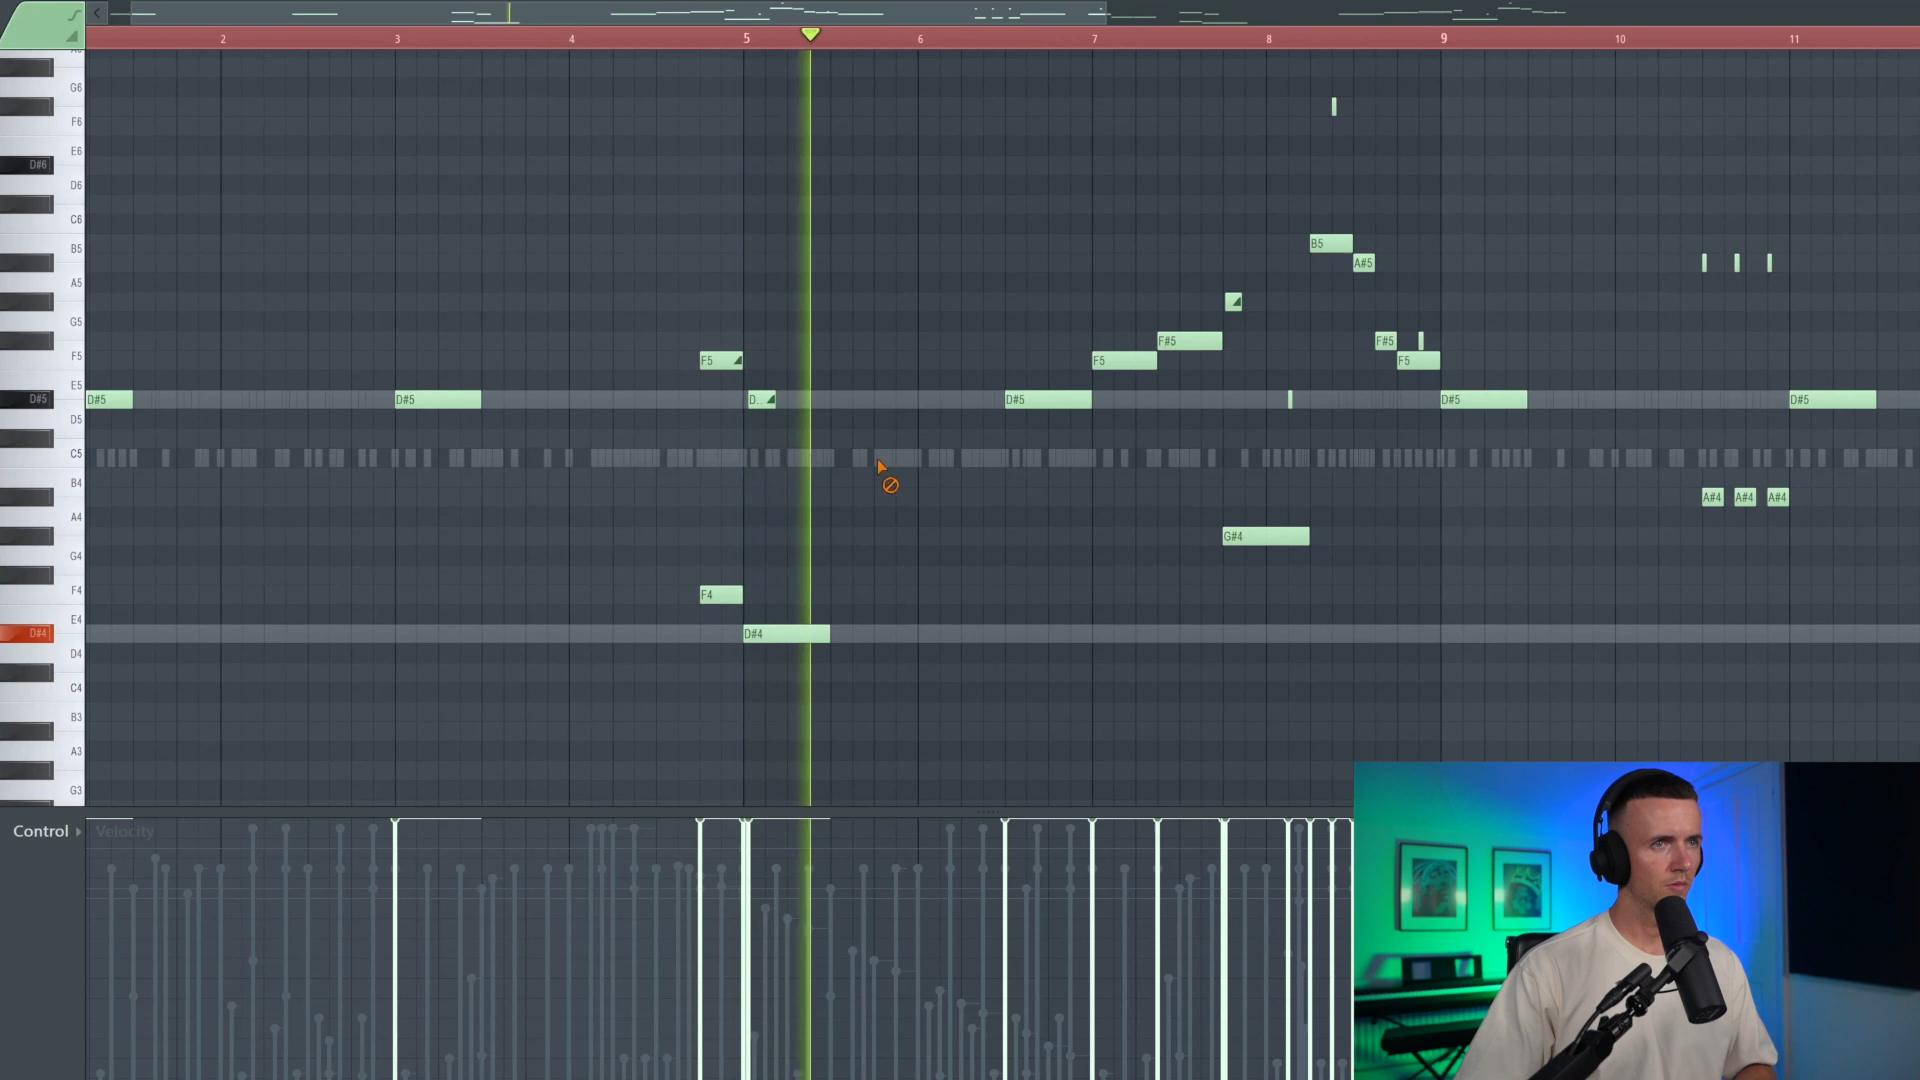 2 3 4 5 6 7 8 9 10 11
G6
F6
E6
D#6
D6
C6
B5
B5
A#5
A5
G5
F#5 F#5
F5 F5 F5 F5
E5
D#5 D#5 D#5 D#5 D.. D#5 D#5
D5
C5
B4
A#4 A#4 A#4
A4
G#4
G4
F4 F4
E4
D#4 D#4
D4
C4
B3
A3
G3
Control Velocity